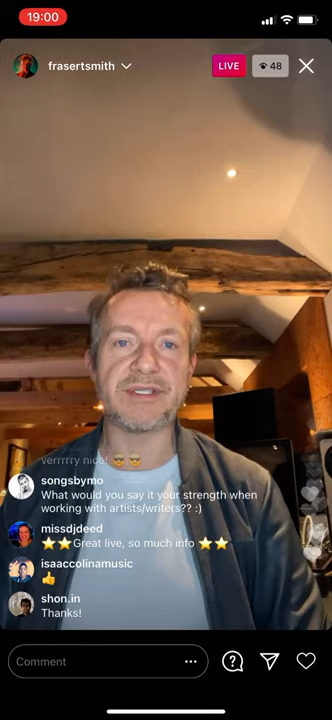 19:00
frasertsmith
LIVE
48
verrrrry nice! 😎😎
songsbymo
What would you say it your strength when
working with artists/writers?? :)
missdjdeed
⭐⭐Great live, so much info ⭐⭐
isaaccolinamusic
👍
shon.in
Thanks!
Comment